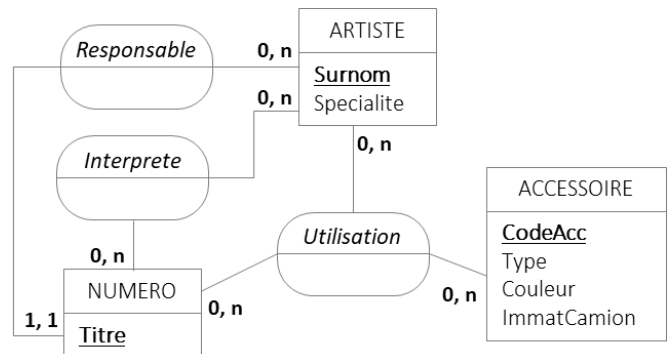 ARTISTE
Responsable
0, n
Surnom
Specialite
0, n
0, n
Interprete
ACCESSOIRE
CodeAcc
Type
Couleur
ImmatCamion
Utilisation
0, n
NUMERO
0, n
0, n
1, 1
Titre